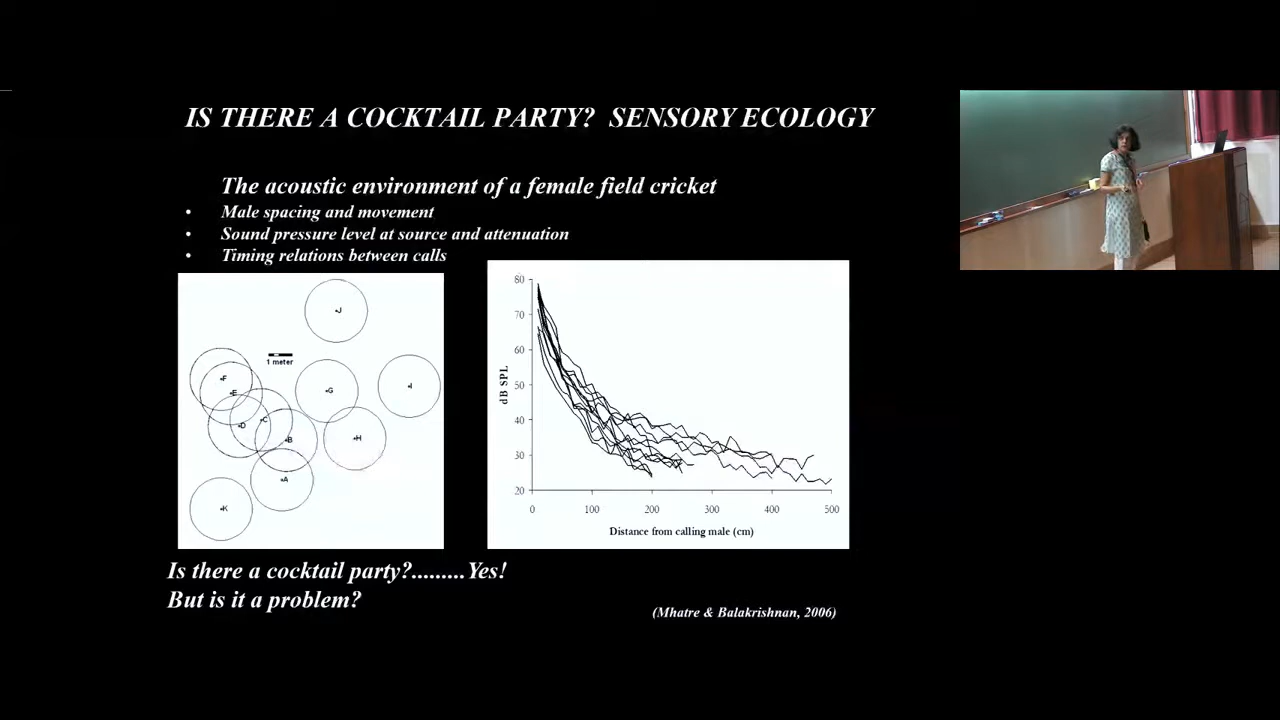 IS THERE A COCKTAIL PARTY? SENSORY ECOLOGY
The acoustic environment of a female field cricket
• Male spacing and movement
• Sound pressure level at source and attenuation
• Timing relations between calls
J
1 meter
F
E
G
I
C
D
B
H
A
K
80
70
60
50
40
30
20
dB SPL
0 100 200 300 400 500
Distance from calling male (cm)
Is there a cocktail party?.........Yes!
But is it a problem?
(Mhatre & Balakrishnan, 2006)